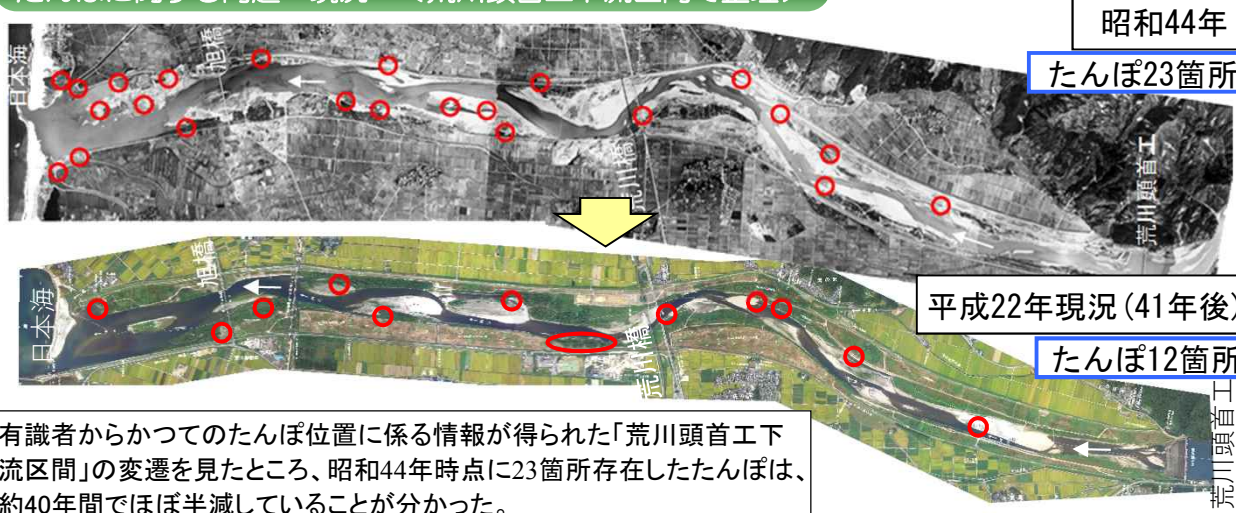 昭和44年
たんぽ23箇所
日本海
旭橋
荒川橋
荒川頭首工
平成22年現況(41年後)
たんぽ12箇所
日本海
旭橋
荒川橋
荒川頭首工
有識者からかつてのたんぽ位置に係る情報が得られた「荒川頭首工下
流区間」の変遷を見たところ、昭和44年時点に23箇所存在したたんぽは、
約40年間でほぼ半減していることが分かった。